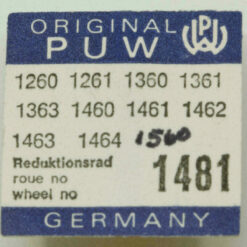 ORIGINAL
PUW PUW
1260 1261 1360 1361
1363 1460 1461 1462
1463 1464 1560
Reduktionsrad
roue no
wheel no 1481
GERMANY